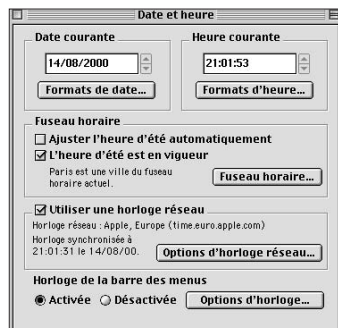 Date et heure
Date courante
Heure courante
14/08/2000
21:01:53
Formats de date...
Formats d'heure...
Fuseau horaire
Ajuster l'heure d'été automatiquement
L'heure d'été est en vigueur
Paris est une ville du fuseau
horaire actuel.
Fuseau horaire...
Utiliser une horloge réseau
Horloge réseau : Apple, Europe (time.euro.apple.com)
Horloge synchronisée à
21:01:31 le 14/08/00.
Options d'horloge réseau...
Horloge de la barre des menus
Activée Désactivée Options d'horloge...